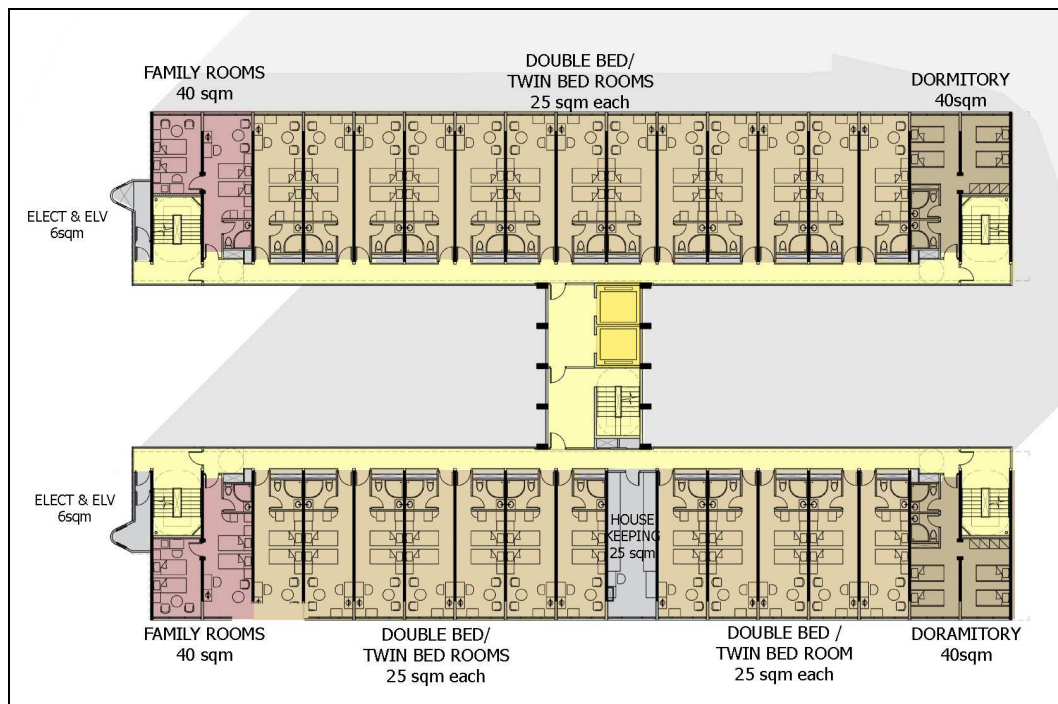 FAMILY ROOMS
40 sqm
DOUBLE BED/
TWIN BED ROOMS
25 sqm each
DORMITORY
40sqm
ELECT & ELV
6sqm
ELECT & ELV
6sqm
HOUSE
KEEPING
25 sqm
FAMILY ROOMS
40 sqm
DOUBLE BED/
TWIN BED ROOMS
25 sqm each
DOUBLE BED /
TWIN BED ROOM
25 sqm each
DORAMITORY
40sqm